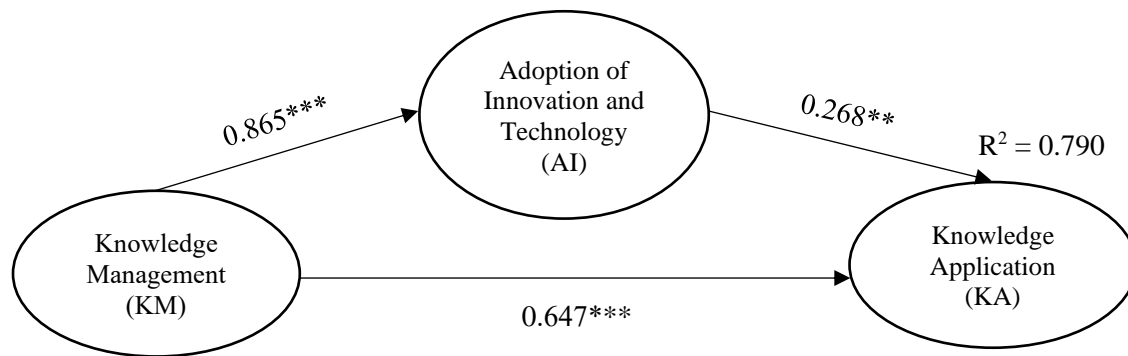 Adoption of
Innovation and
Technology
(AI)
0.865***
0.268**
R² = 0.790
Knowledge
Management
(KM)
Knowledge
Application
(KA)
0.647***